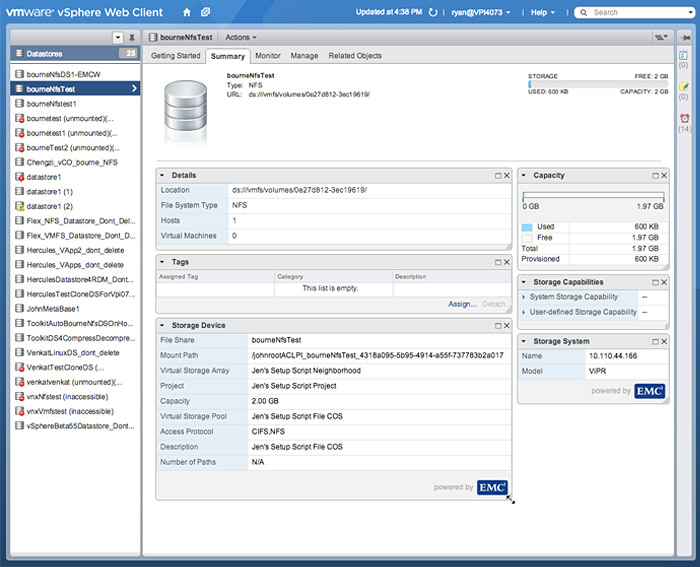 vmware vSphere Web Client
Updated at 4:38 PM
ryan@VPI4073
Help
Search
Datastores 25
bourneNfsDS1-EMCW
bourneNfsTest
bourneNfstest1
bournetest (unmounted)(...
bournetest1 (unmounted)(...
bourneTest2 (unmounted)(...
Chengzi_vCO_bourne_NFS
datastore1
datastore1 (1)
datastore1 (2)
Flex_NFS_Datastore_Dont_Del...
Flex_VMFS_Datastore_Dont_D...
Hercules_VApp2_dont_delete
Hercules_VApps_dont_delete
HerculesDatastore4RDM_Dont...
HerculesTestCloneDSForVpi07...
JohnMetaBase1
ToolkitAutoBourneNfsDSOnHo...
ToolkitDS4CompressDecompre...
VenkatLinuxDS_dont_delete
VenkatTestCloneDS (...
venkatvenkat (unmounted)(...
vnxNfstest (inaccessible)
vnxVmfstest (inaccessible)
vSphereBeta55Datastore_Dont...
bourneNfsTest
Actions
Getting Started Summary Monitor Manage Related Objects
bourneNfsTest
Type: NFS
URL: ds:///vmfs/volumes/0e27d812-3ec19619/
STORAGE FREE: 2 GB
USED: 600 KB CAPACITY: 2 GB
Details
Location ds:///vmfs/volumes/0e27d812-3ec19619/
File System Type NFS
Hosts 1
Virtual Machines 0
Tags
Assigned Tag Category Description
This list is empty.
Assign... Detach...
Storage Device
File Share bourneNfsTest
Mount Path /johnrootACLPI_bourneNfsTest_4318a095-5b95-4914-a55f-737783b2a017
Virtual Storage Array Jen's Setup Script Neighborhood
Project Jen's Setup Script Project
Capacity 2.00 GB
Virtual Storage Pool Jen's Setup Script File COS
Access Protocol CIFS,NFS
Description Jen's Setup Script File COS
Number of Paths N/A
powered by EMC²
Capacity
0 GB 1.97 GB
Used 600 KB
Free 1.97 GB
Total 1.97 GB
Provisioned 600 KB
Storage Capabilities
System Storage Capability --
User-defined Storage Capability --
Storage System
Name 10.110.44.166
Model ViPR
powered by EMC²
(0)
(0)
(14)